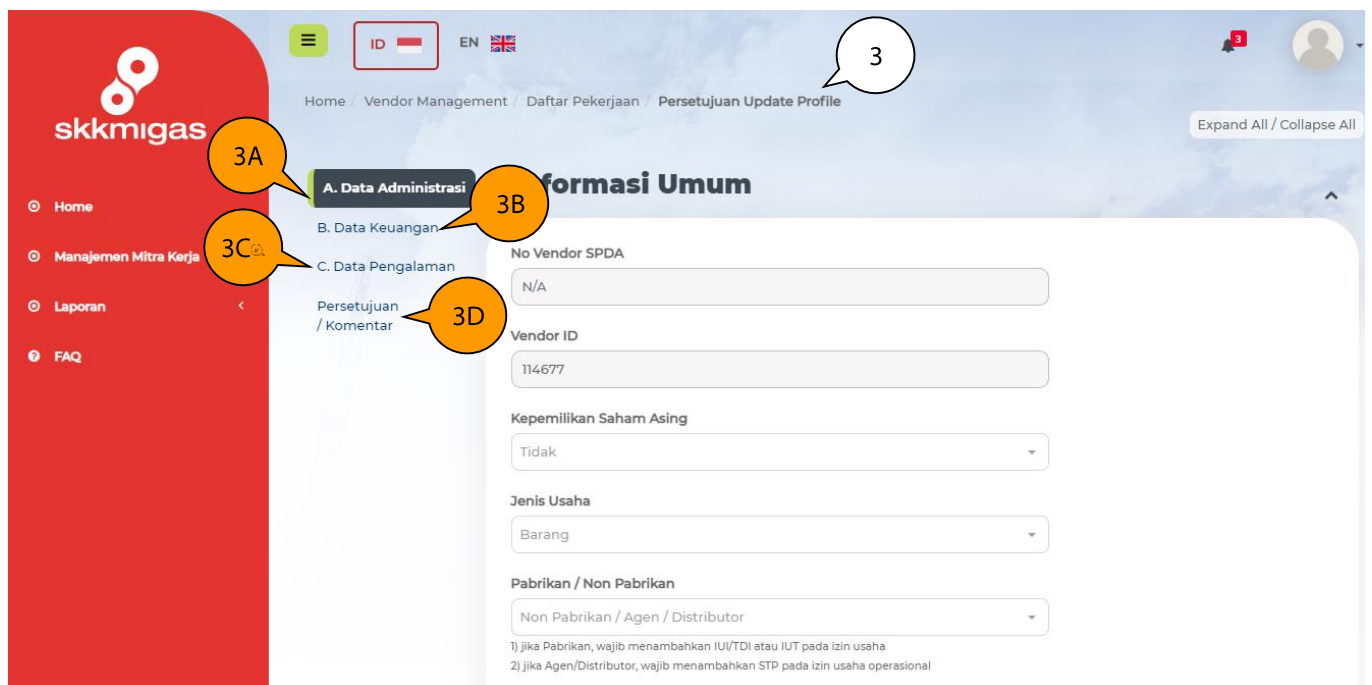 ID
EN
3
3
Home / Vendor Management / Daftar Pekerjaan / Persetujuan Update Profile
Expand All / Collapse All
skkmigas
3A
A. Data Administrasi
formasi Umum
3B
Home
B. Data Keuangan
3C
Manajemen Mitra Kerja
C. Data Pengalaman
No Vendor SPDA
N/A
Laporan
Persetujuan
/ Komentar
3D
Vendor ID
FAQ
114677
Kepemilikan Saham Asing
Tidak
Jenis Usaha
Barang
Pabrikan / Non Pabrikan
Non Pabrikan / Agen / Distributor
1) jika Pabrikan, wajib menambahkan IUI/TDI atau IUT pada izin usaha
2) jika Agen/Distributor, wajib menambahkan STP pada izin usaha operasional